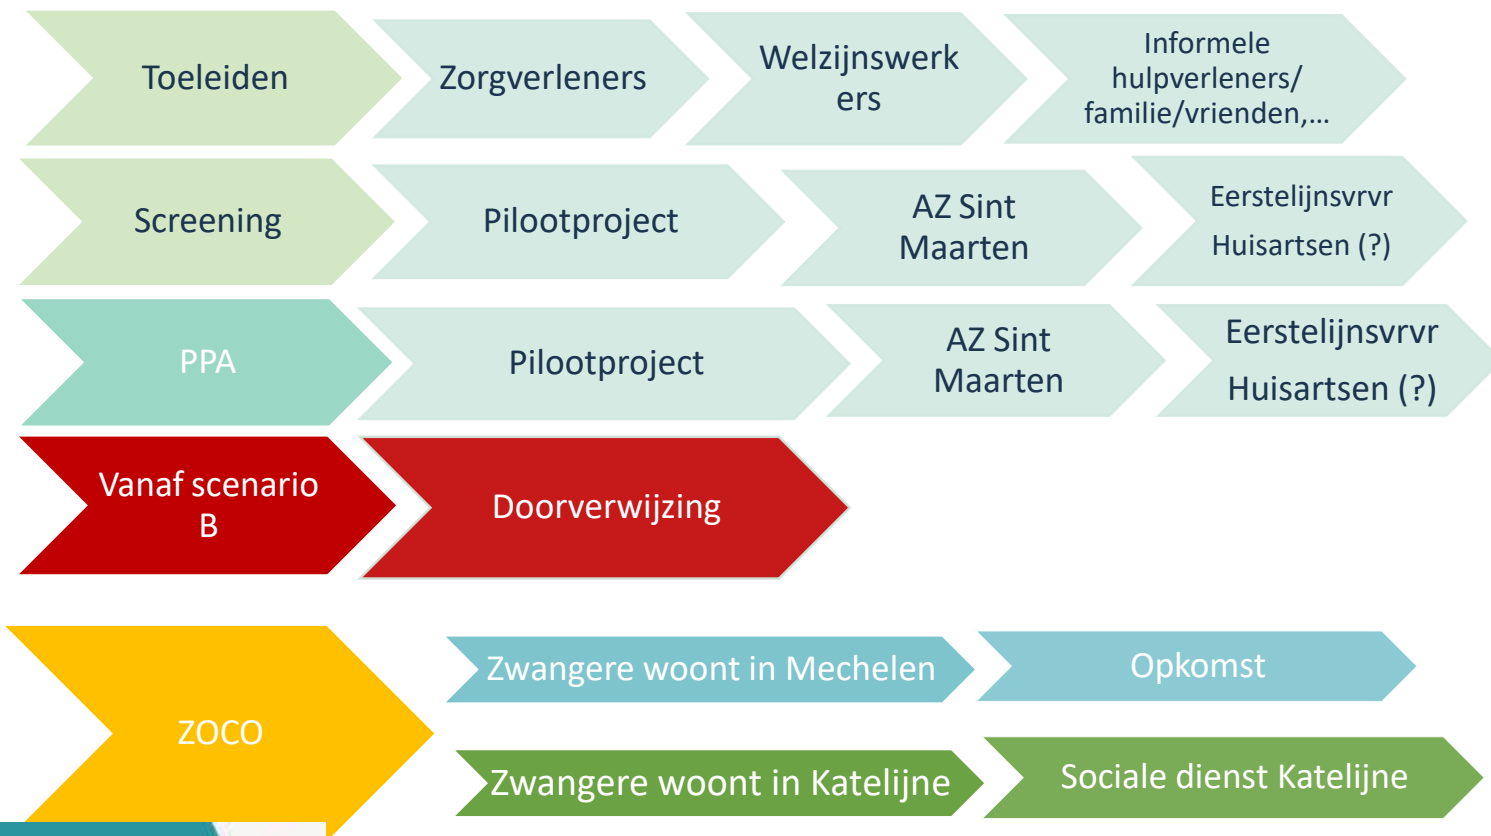 Toeleiden
Zorgverleners
Welzijnswerk
ers
Informele
hulpverleners/
familie/vrienden,...
Screening
Pilootproject
AZ Sint
Maarten
Eerstelijnsvrvr
Huisartsen (?)
PPA
Pilootproject
AZ Sint
Maarten
Eerstelijnsvrvr
Huisartsen (?)
Vanaf scenario
B
Doorverwijzing
ZOCO
Zwangere woont in Mechelen
Opkomst
Zwangere woont in Katelijne
Sociale dienst Katelijne